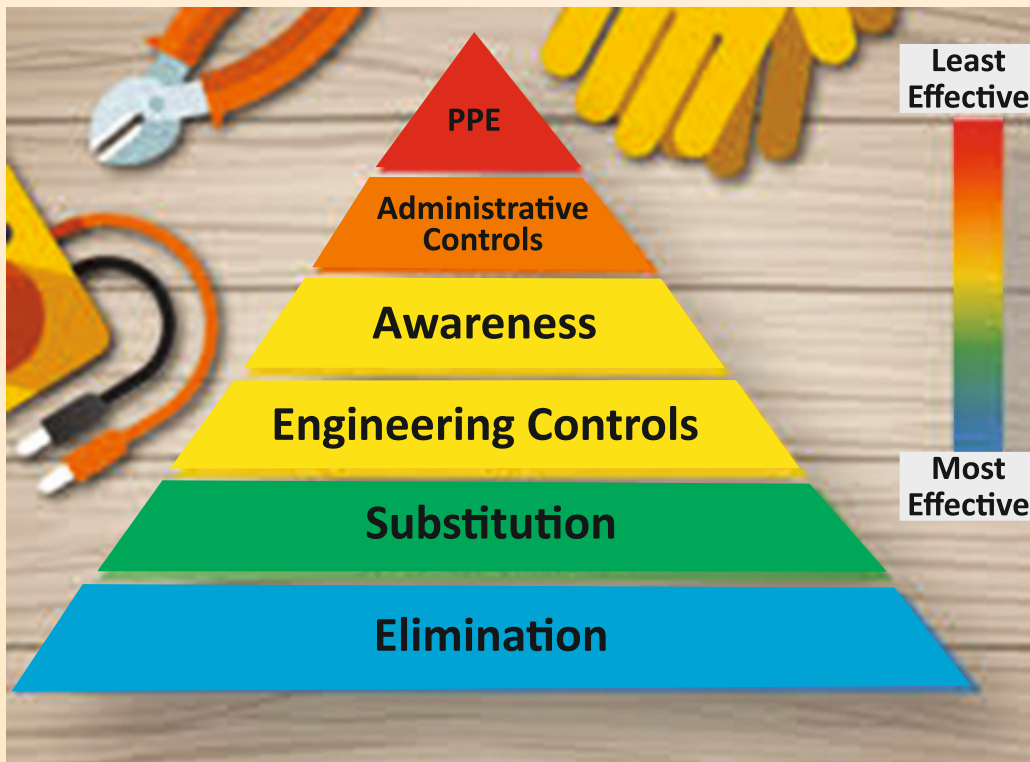 Least
Effective
PPE
Administrative
Controls
Awareness
Engineering Controls
Most
Effective
Substitution
Elimination